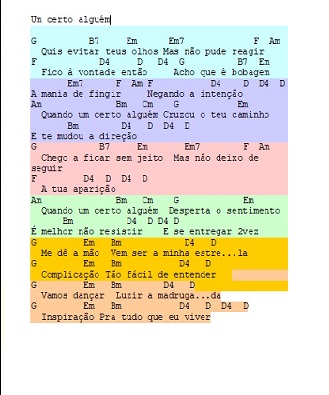 Um certo alguém
G B7 Em Em7 F Am
Quis evitar teus olhos Mas não pude reagir
F D4 D D4 G B7 Em
Fico à vontade então Acho que é bobagem
Em7 F Am F D4 D D4 D
A mania de fingir Negando a intenção
Am Bm Cm G Em
Quando um certo alguém Cruzou o teu caminho
Bm D4 D D4 D
E te mudou a direção
G B7 Em Em7 F Am
Chego a ficar sem jeito Mas não deixo de
seguir
F D4 D D4 D
A tua aparição
Am Bm Cm G Em
Quando um certo alguém Desperta o sentimento
Em D4 D D4 D
É melhor não resistir E se entregar 2vez
G Em Bm D4 D
Me dê a mão Vem ser a minha estre...la
G Em Bm D4 D
Complicação Tão fácil de entender
G Em Bm D4 D
Vamos dançar Luzir a madruga...da
G Em Bm D4 D D4 D
Inspiração Pra tudo que eu viver